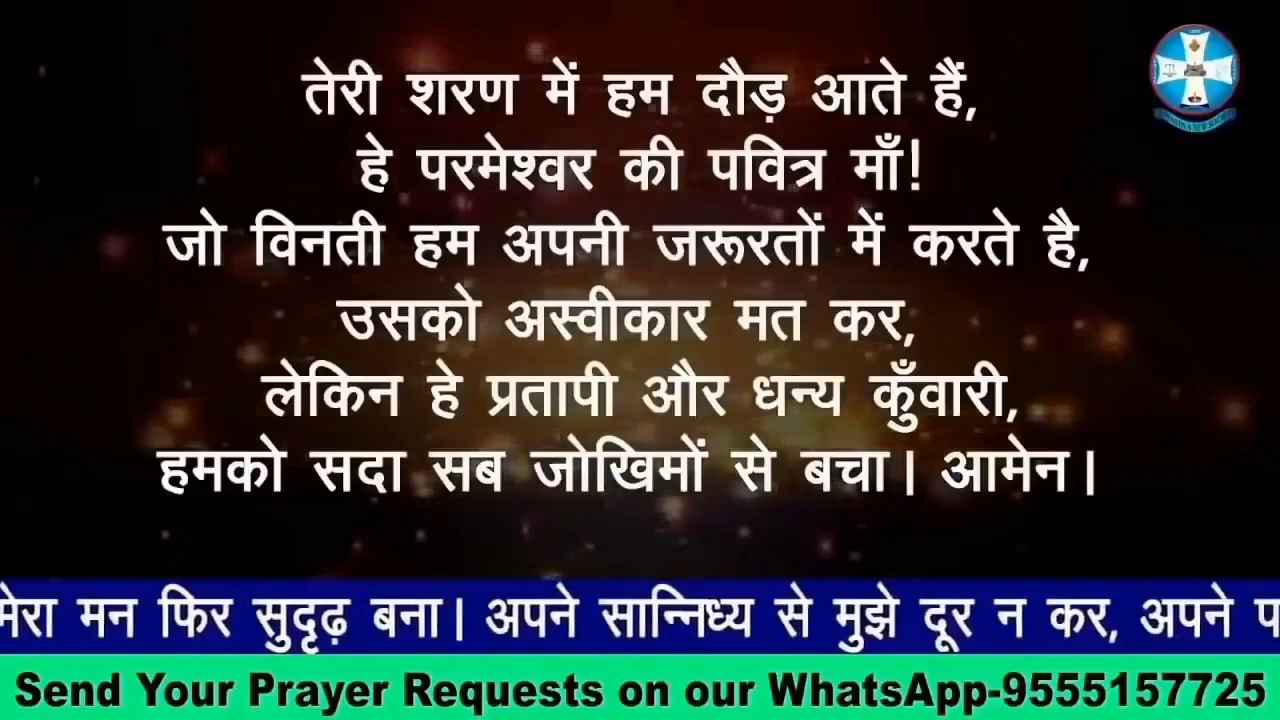 तेरी शरण में हम दौड़ आते हैं,
हे परमेश्वर की पवित्र माँ!
जो विनती हम अपनी जरूरतों में करते है,
उसको अस्वीकार मत कर,
लेकिन हे प्रतापी और धन्य कुँवारी,
हमको सदा सब जोखिमों से बचा। आमेन।
मेरा मन फिर सुदृढ़ बना। अपने सान्निध्य से मुझे दूर न कर, अपने प
Send Your Prayer Requests on our WhatsApp-9555157725